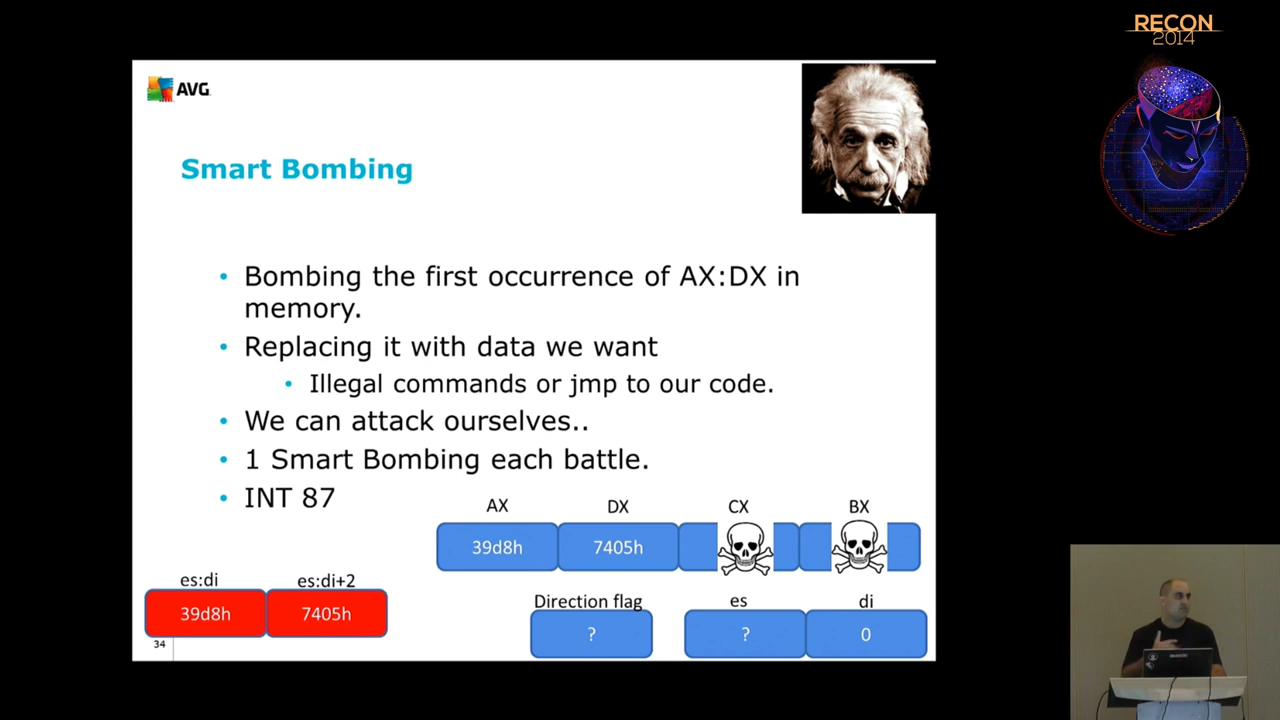 RECON
2014
AVG
Smart Bombing
• Bombing the first occurrence of AX:DX in
memory.
• Replacing it with data we want
• Illegal commands or jmp to our code.
• We can attack ourselves..
• 1 Smart Bombing each battle.
• INT 87
AX DX CX BX
39d8h 7405h
es:di es:di+2
39d8h 7405h
Direction flag es di
? ? 0
34